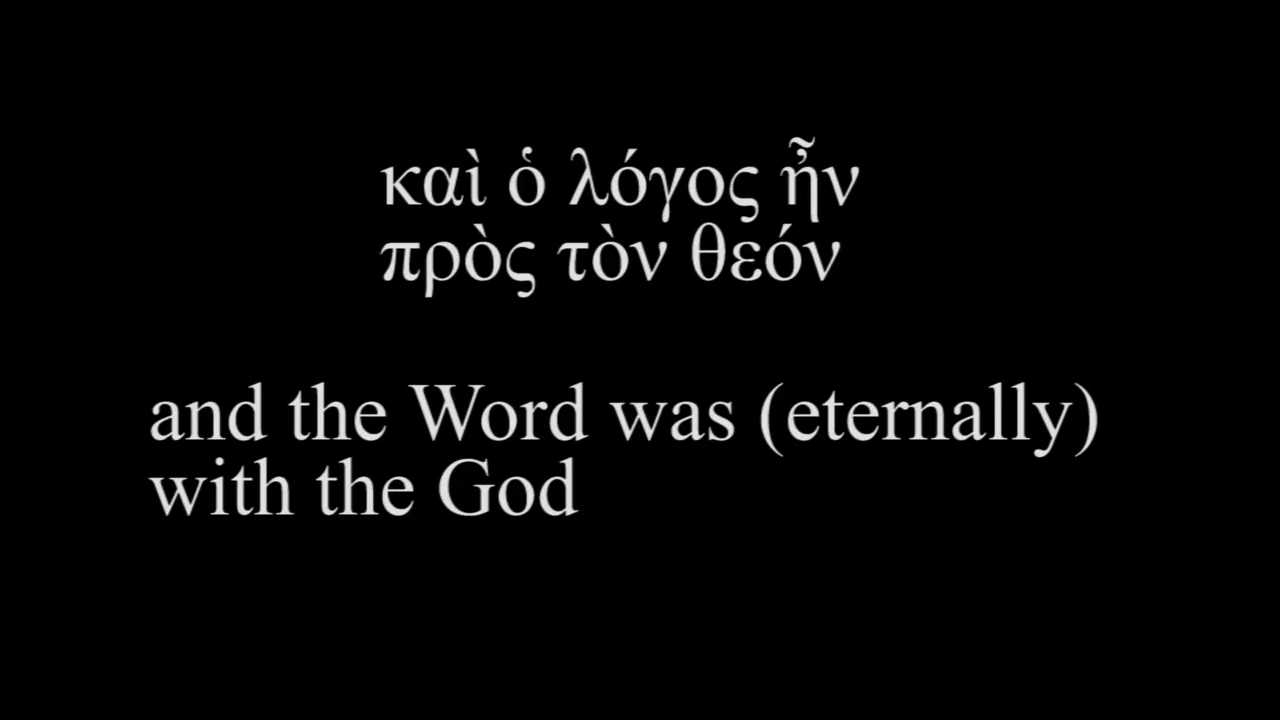 καὶ ὁ λόγος ἦν
πρὸς τὸν θεόν
and the Word was (eternally)
with the God